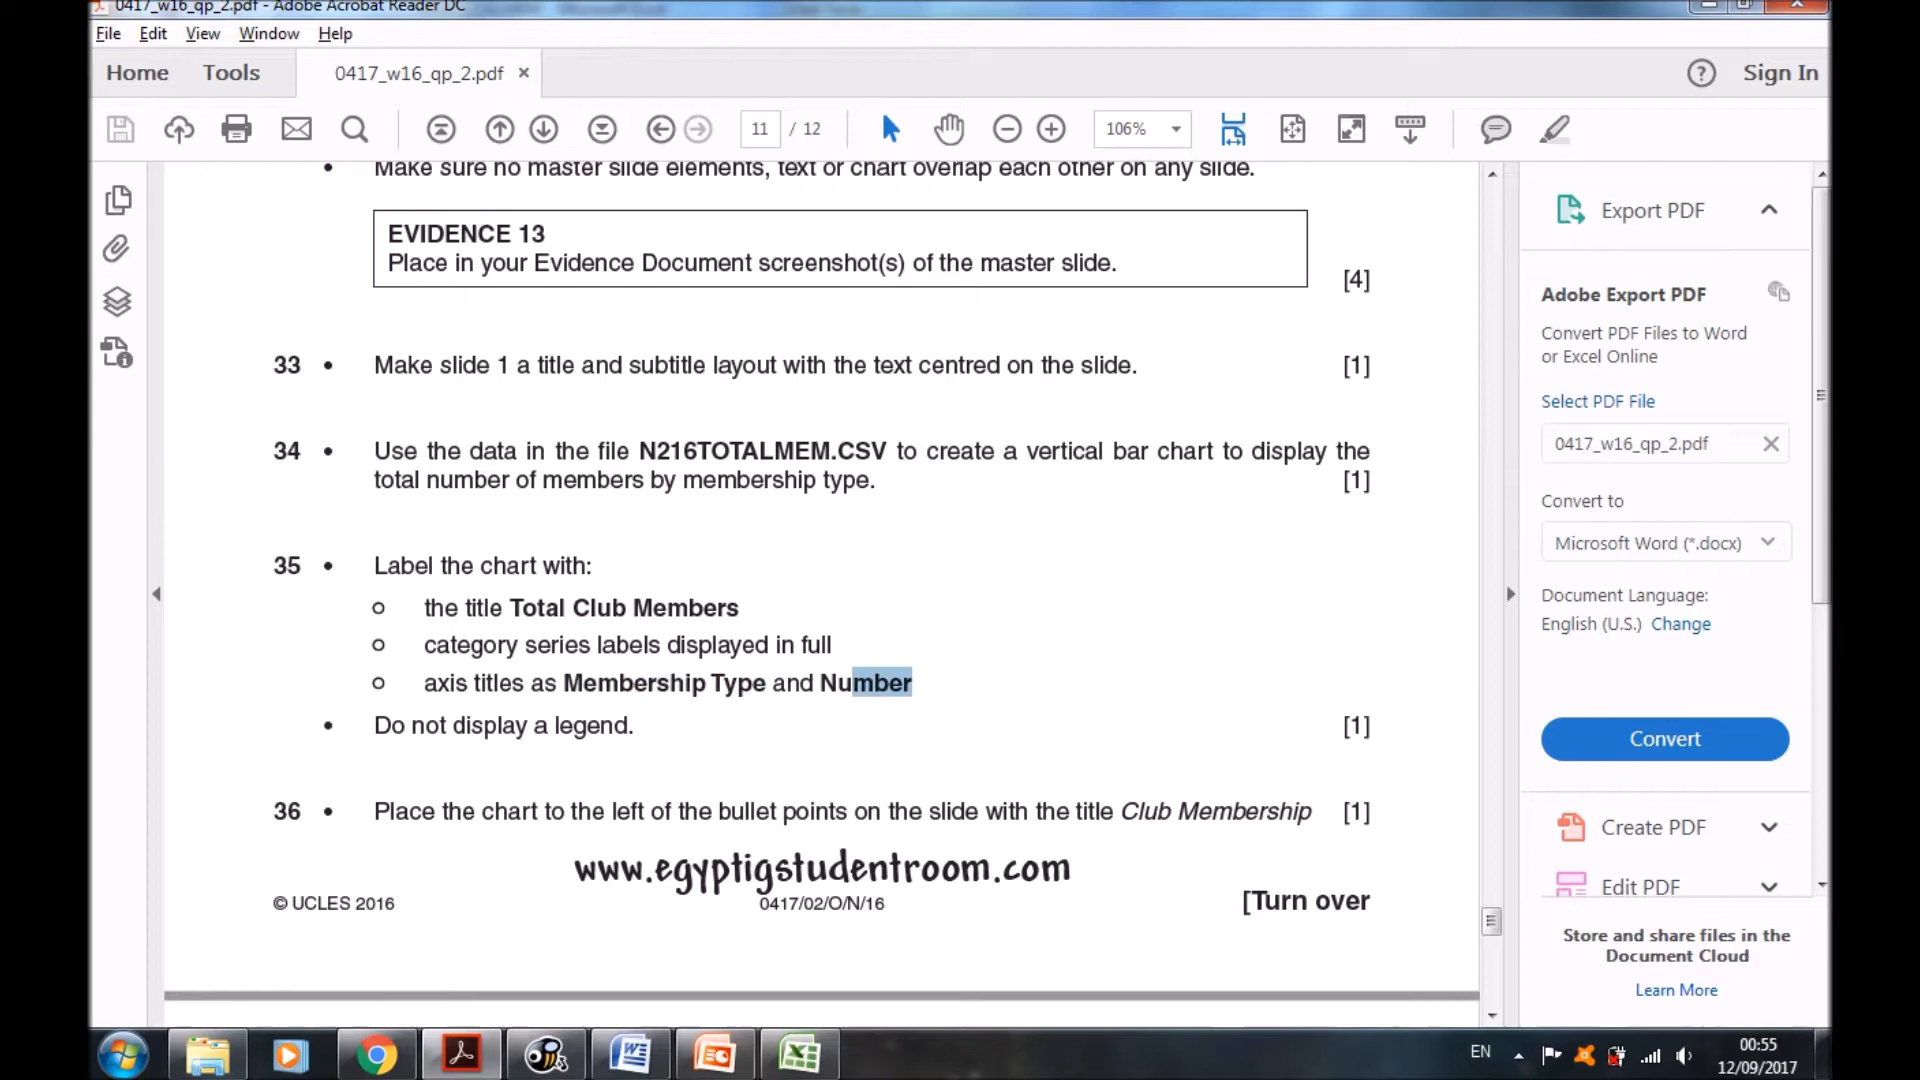 0417_w16_qp_2.pdf - Adobe Acrobat Reader DC
File Edit View Window Help
Home Tools 0417_w16_qp_2.pdf × ? Sign In
11 / 12 106%
• Make sure no master slide elements, text or chart overlap each other on any slide.
EVIDENCE 13
Place in your Evidence Document screenshot(s) of the master slide.
[4]
33 • Make slide 1 a title and subtitle layout with the text centred on the slide. [1]
34 • Use the data in the file N216TOTALMEM.CSV to create a vertical bar chart to display the
total number of members by membership type. [1]
35 • Label the chart with:
o the title Total Club Members
o category series labels displayed in full
o axis titles as Membership Type and Number
• Do not display a legend. [1]
36 • Place the chart to the left of the bullet points on the slide with the title Club Membership [1]
www.egyptigstudentroom.com
© UCLES 2016 0417/02/O/N/16 [Turn over
Export PDF
Adobe Export PDF
Convert PDF Files to Word
or Excel Online
Select PDF File
0417_w16_qp_2.pdf
Convert to
Microsoft Word (*.docx)
Document Language:
English (U.S.) Change
Convert
Create PDF
Edit PDF
Store and share files in the
Document Cloud
Learn More
EN
00:55
12/09/2017